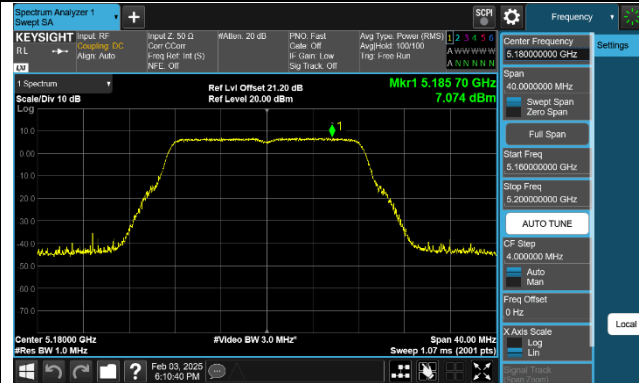 Spectrum Analyzer 1
Swept SA
SCPI
Frequency
KEYSIGHT
RL
LXI
Input: RF
Coupling: DC
Align: Auto
Input Z: 50 Ω
Corr CCorr
Freq Ref: Int (S)
NFE: Off
#Atten: 20 dB
PNO: Fast
Gate: Off
IF Gain: Low
Sig Track: Off
Avg Type: Power (RMS)
Avg|Hold: 100/100
Trig: Free Run
1 2 3 4 5 6
A W W W W W
A N N N N N
Center Frequency
5.180000000 GHz
Settings
1 Spectrum
Scale/Div 10 dB
Log
Ref Lvl Offset 21.20 dB
Ref Level 20.00 dBm
Mkr1 5.185 70 GHz
7.074 dBm
Span
40.0000000 MHz
Swept Span
Zero Span
Full Span
Start Freq
5.160000000 GHz
Stop Freq
5.200000000 GHz
AUTO TUNE
CF Step
4.000000 MHz
Auto
Man
Freq Offset
0 Hz
X Axis Scale
Log
Lin
Signal Track
(Span Zoom)
Local
1
10.0
0.00
-10.0
-20.0
-30.0
-40.0
-50.0
-60.0
-70.0
Center 5.18000 GHz
#Res BW 1.0 MHz
#Video BW 3.0 MHz*
Span 40.00 MHz
Sweep 1.07 ms (2001 pts)
?
Feb 03, 2025
6:10:40 PM